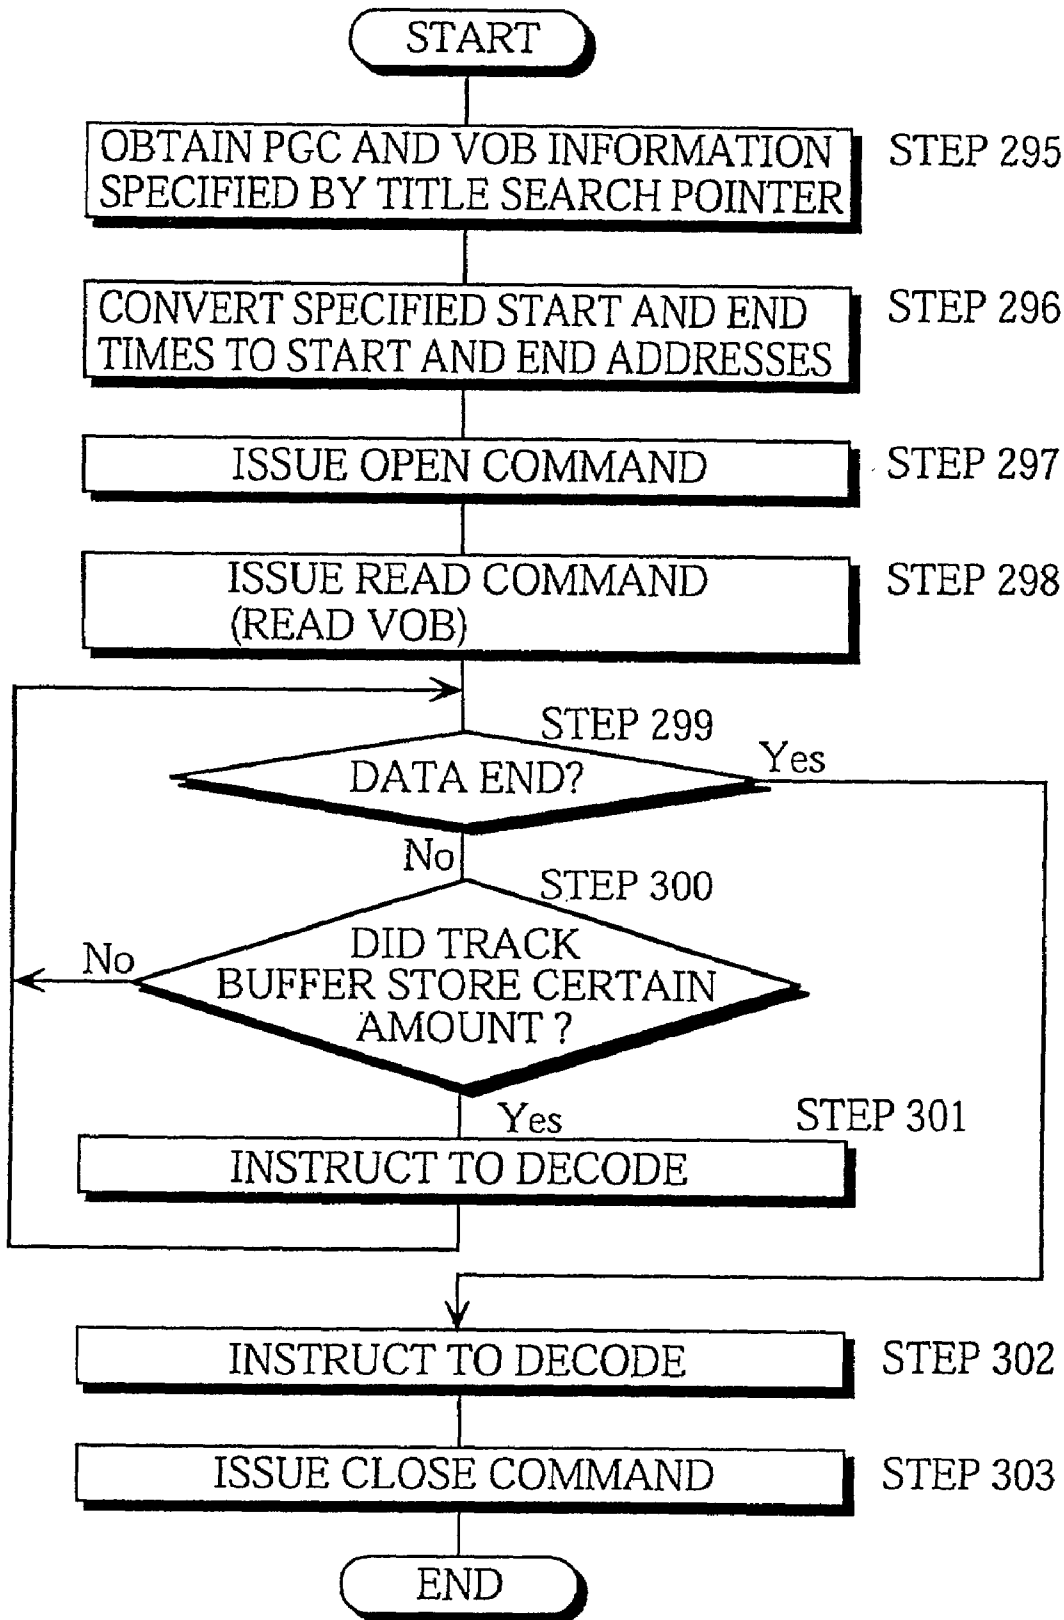 START
OBTAIN PGC AND VOB INFORMATION
SPECIFIED BY TITLE SEARCH POINTER
STEP 295
CONVERT SPECIFIED START AND END
TIMES TO START AND END ADDRESSES
STEP 296
ISSUE OPEN COMMAND
STEP 297
ISSUE READ COMMAND
(READ VOB)
STEP 298
STEP 299
DATA END?
Yes
No
STEP 300
DID TRACK
BUFFER STORE CERTAIN
AMOUNT ?
No
Yes
STEP 301
INSTRUCT TO DECODE
INSTRUCT TO DECODE
STEP 302
ISSUE CLOSE COMMAND
STEP 303
END